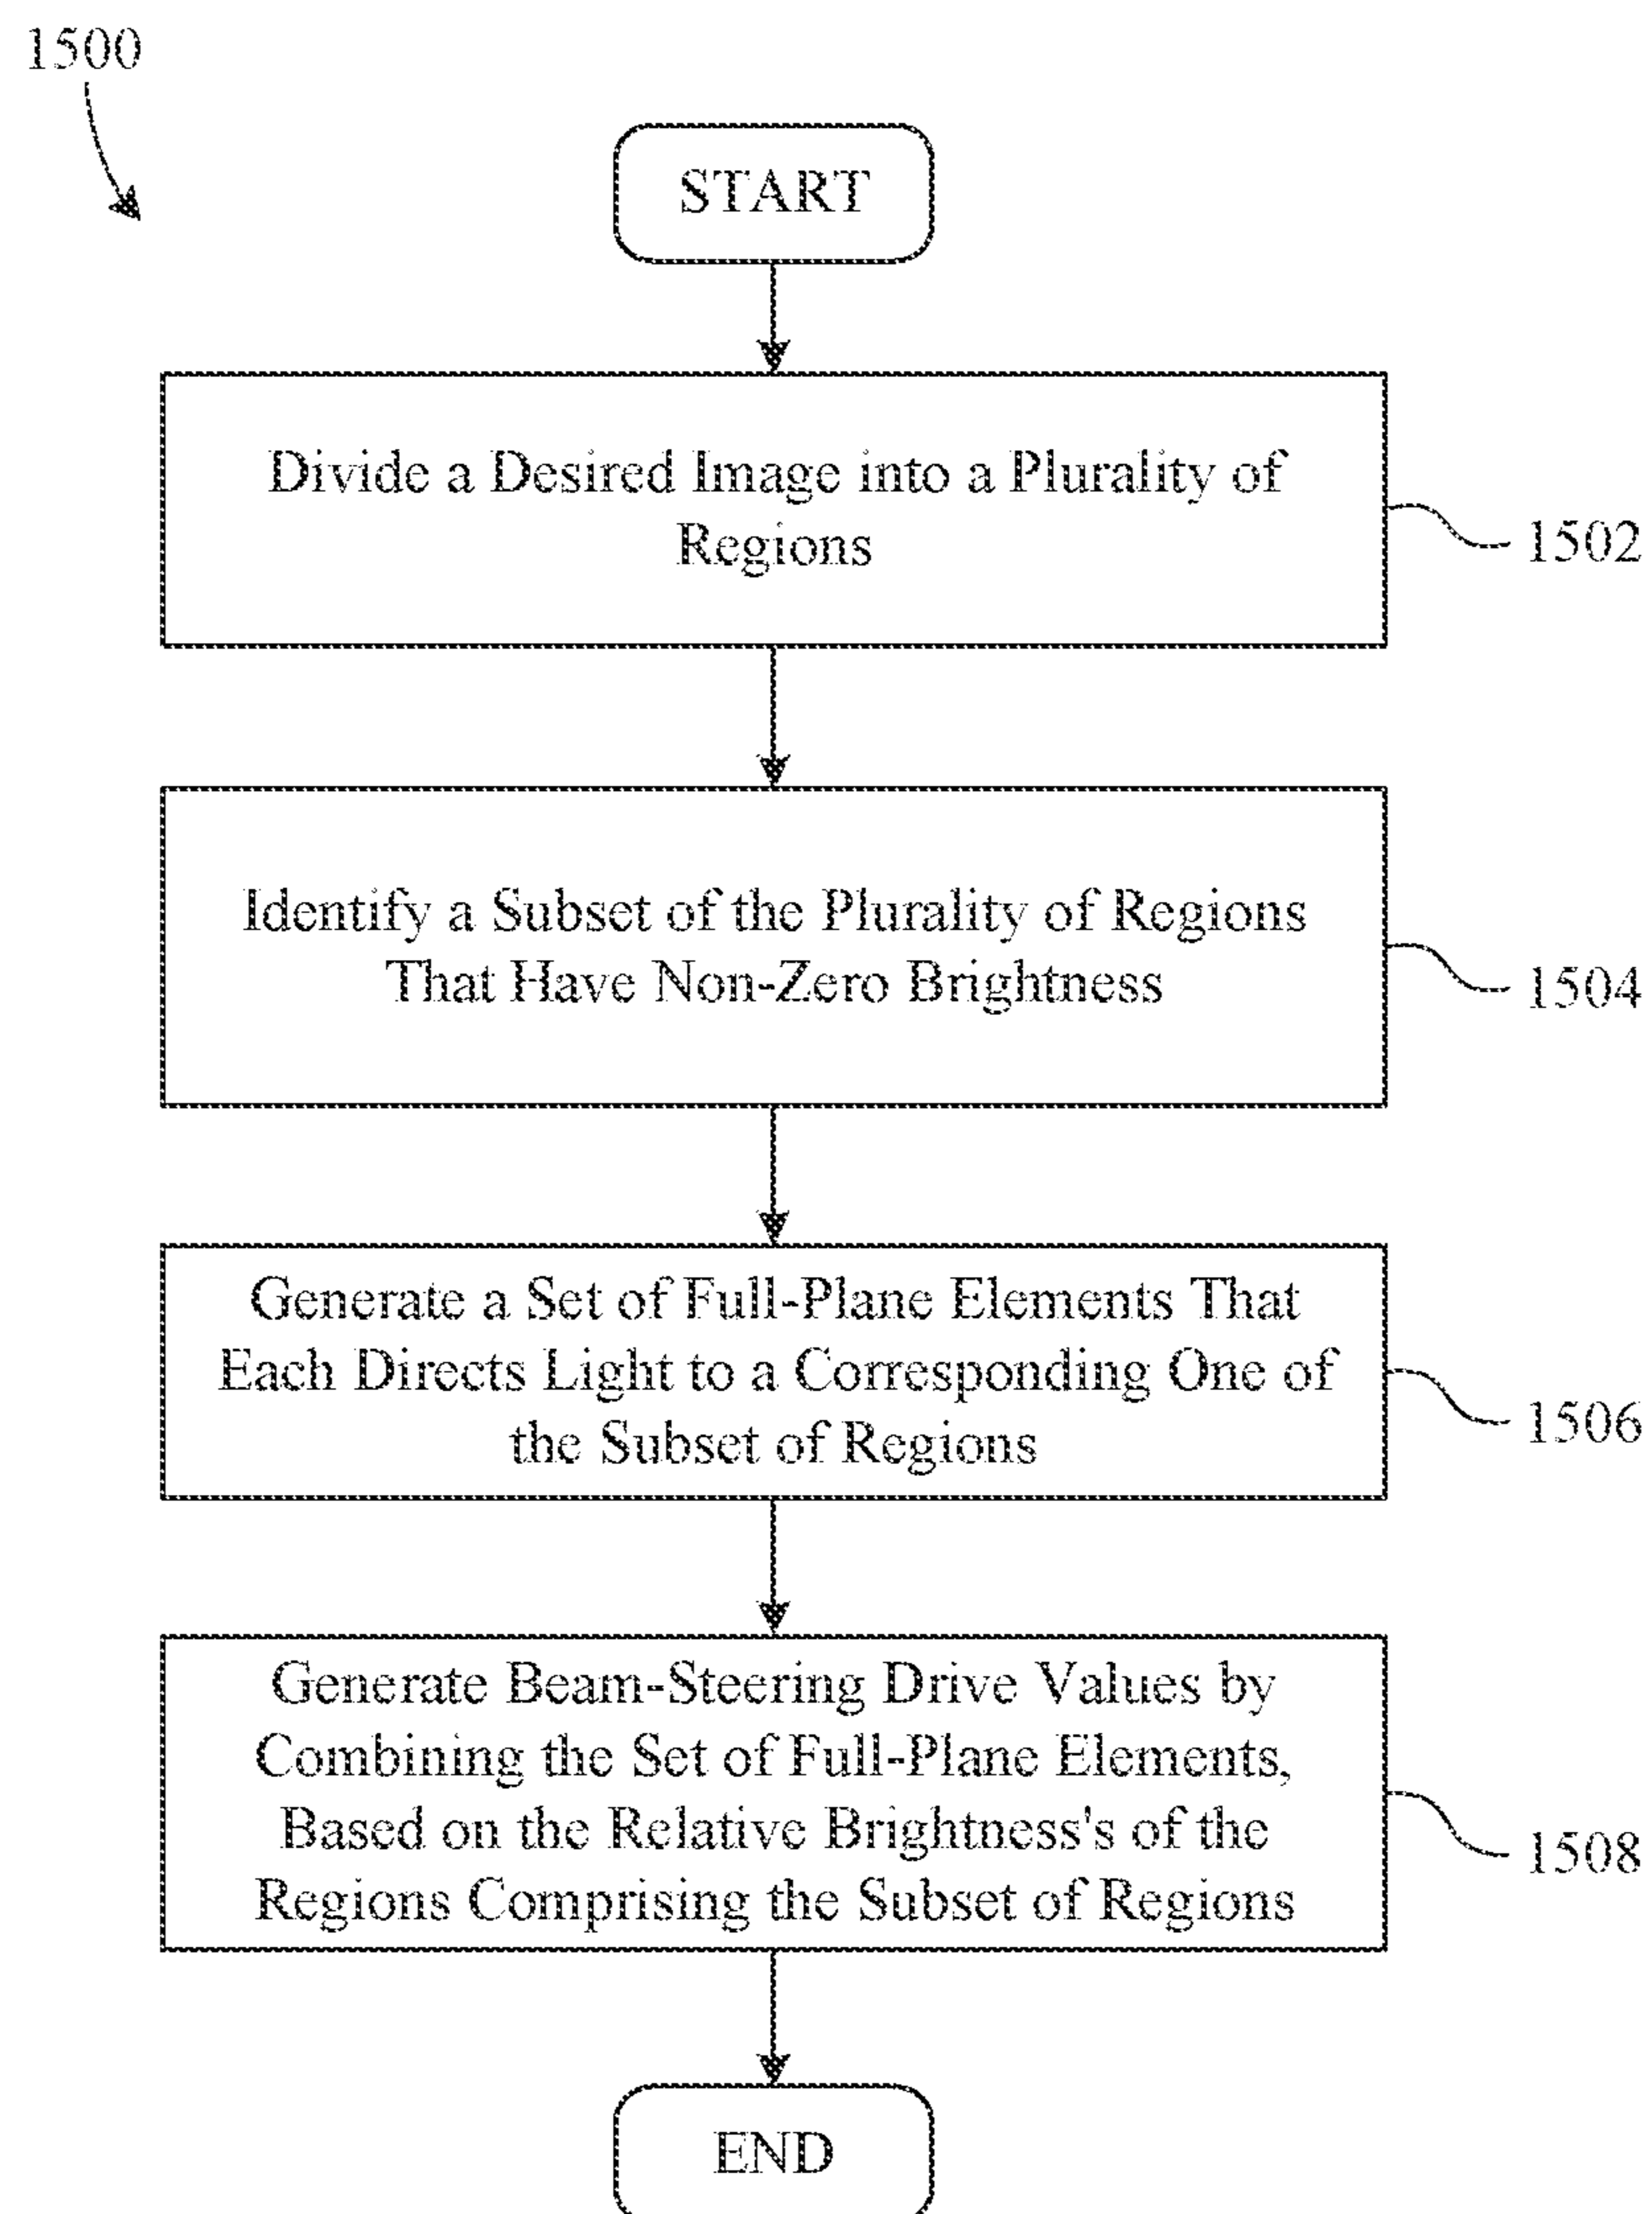 1500
START
Divide a Desired Image into a Plurality of
Regions
1502
Identify a Subset of the Plurality of Regions
That Have Non-Zero Brightness
1504
Generate a Set of Full-Plane Elements That
Each Directs Light to a Corresponding One of
the Subset of Regions
1506
Generate Beam-Steering Drive Values by
Combining the Set of Full-Plane Elements,
Based on the Relative Brightness's of the
Regions Comprising the Subset of Regions
1508
END